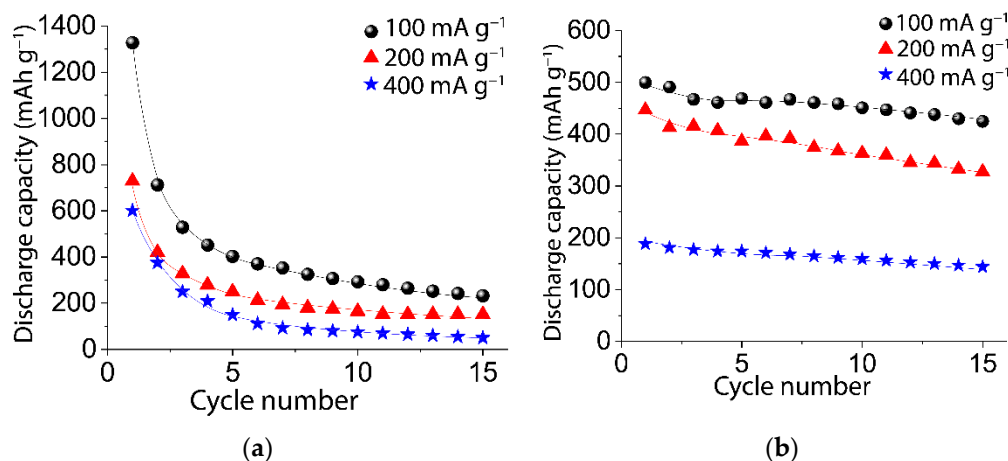 1400
1200
1000
800
600
400
200
0
0
5
10
15
Discharge capacity (mAh g⁻¹)
Cycle number
100 mA g⁻¹
200 mA g⁻¹
400 mA g⁻¹
(a)
600
500
400
300
200
100
0
0
5
10
15
Discharge capacity (mAh g⁻¹)
Cycle number
100 mA g⁻¹
200 mA g⁻¹
400 mA g⁻¹
(b)